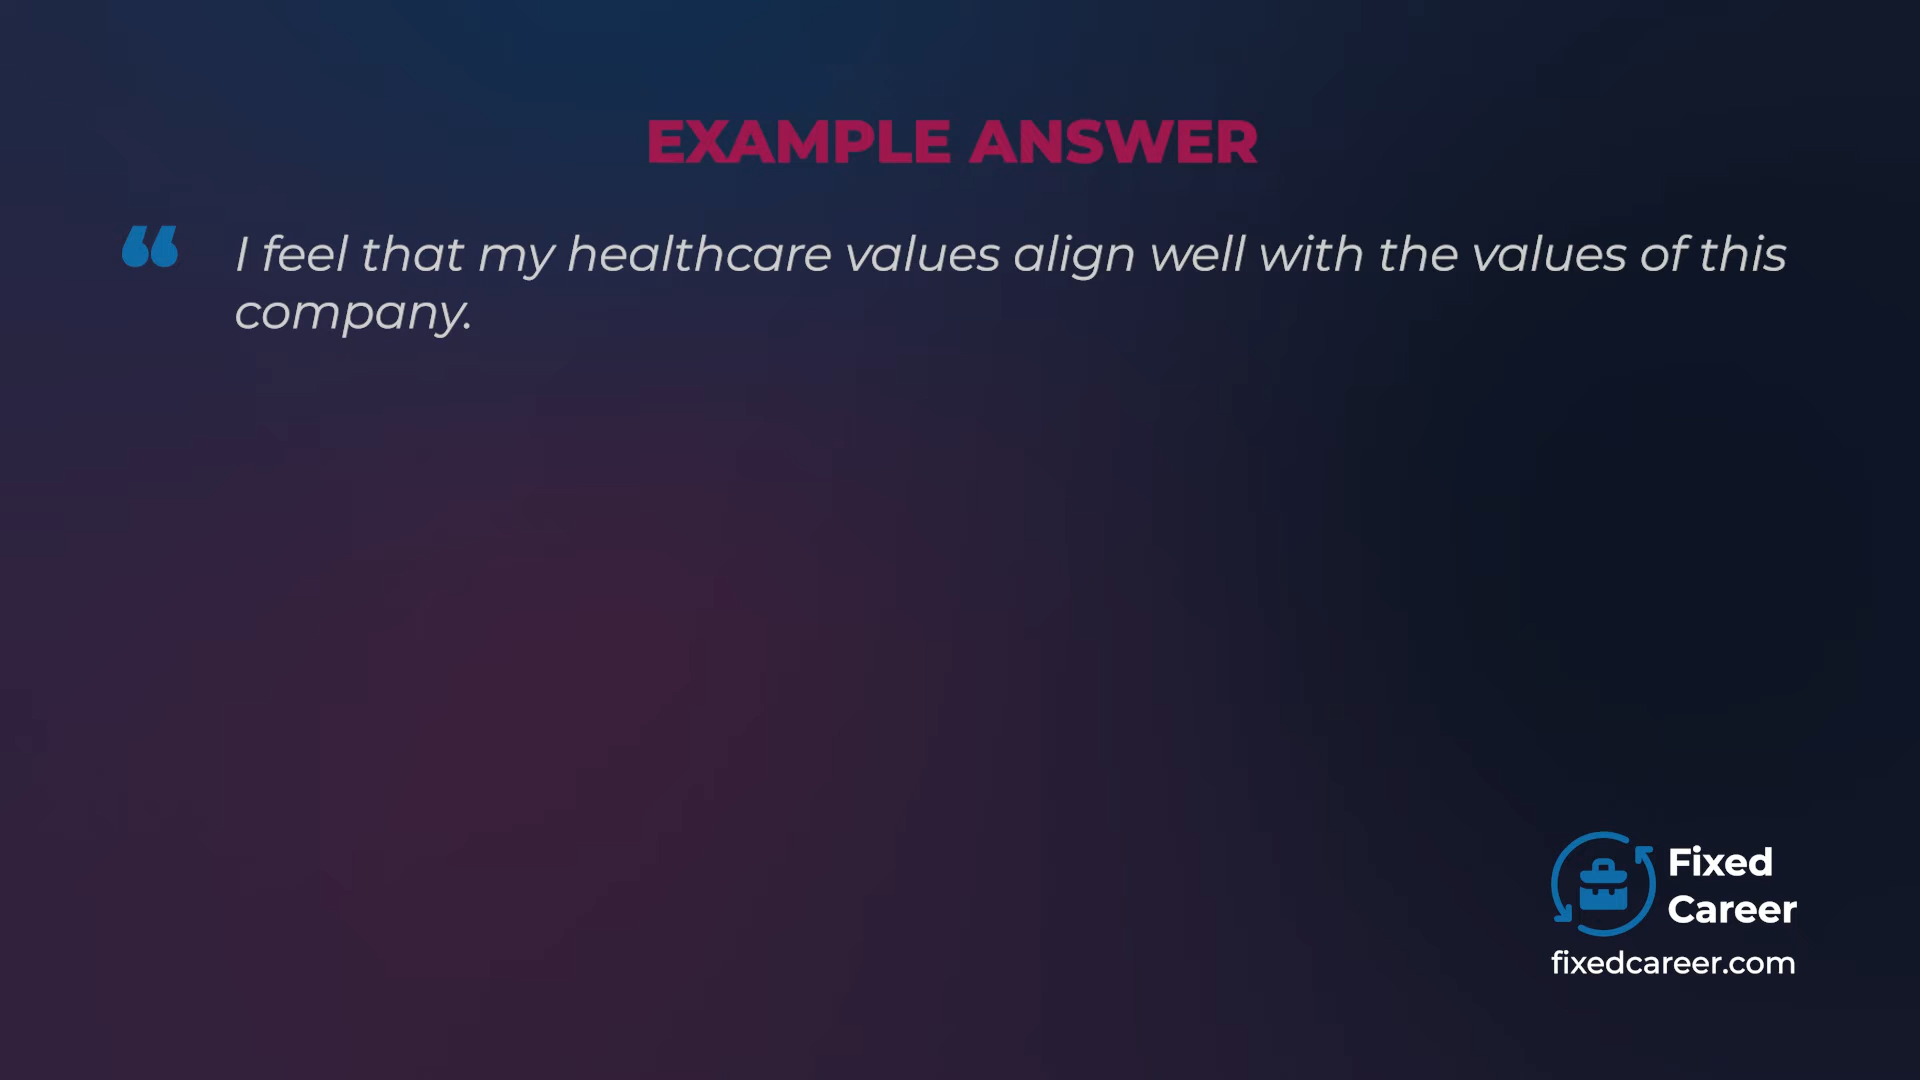 EXAMPLE ANSWER
“ I feel that my healthcare values align well with the values of this
company.
Fixed
Career
fixedcareer.com